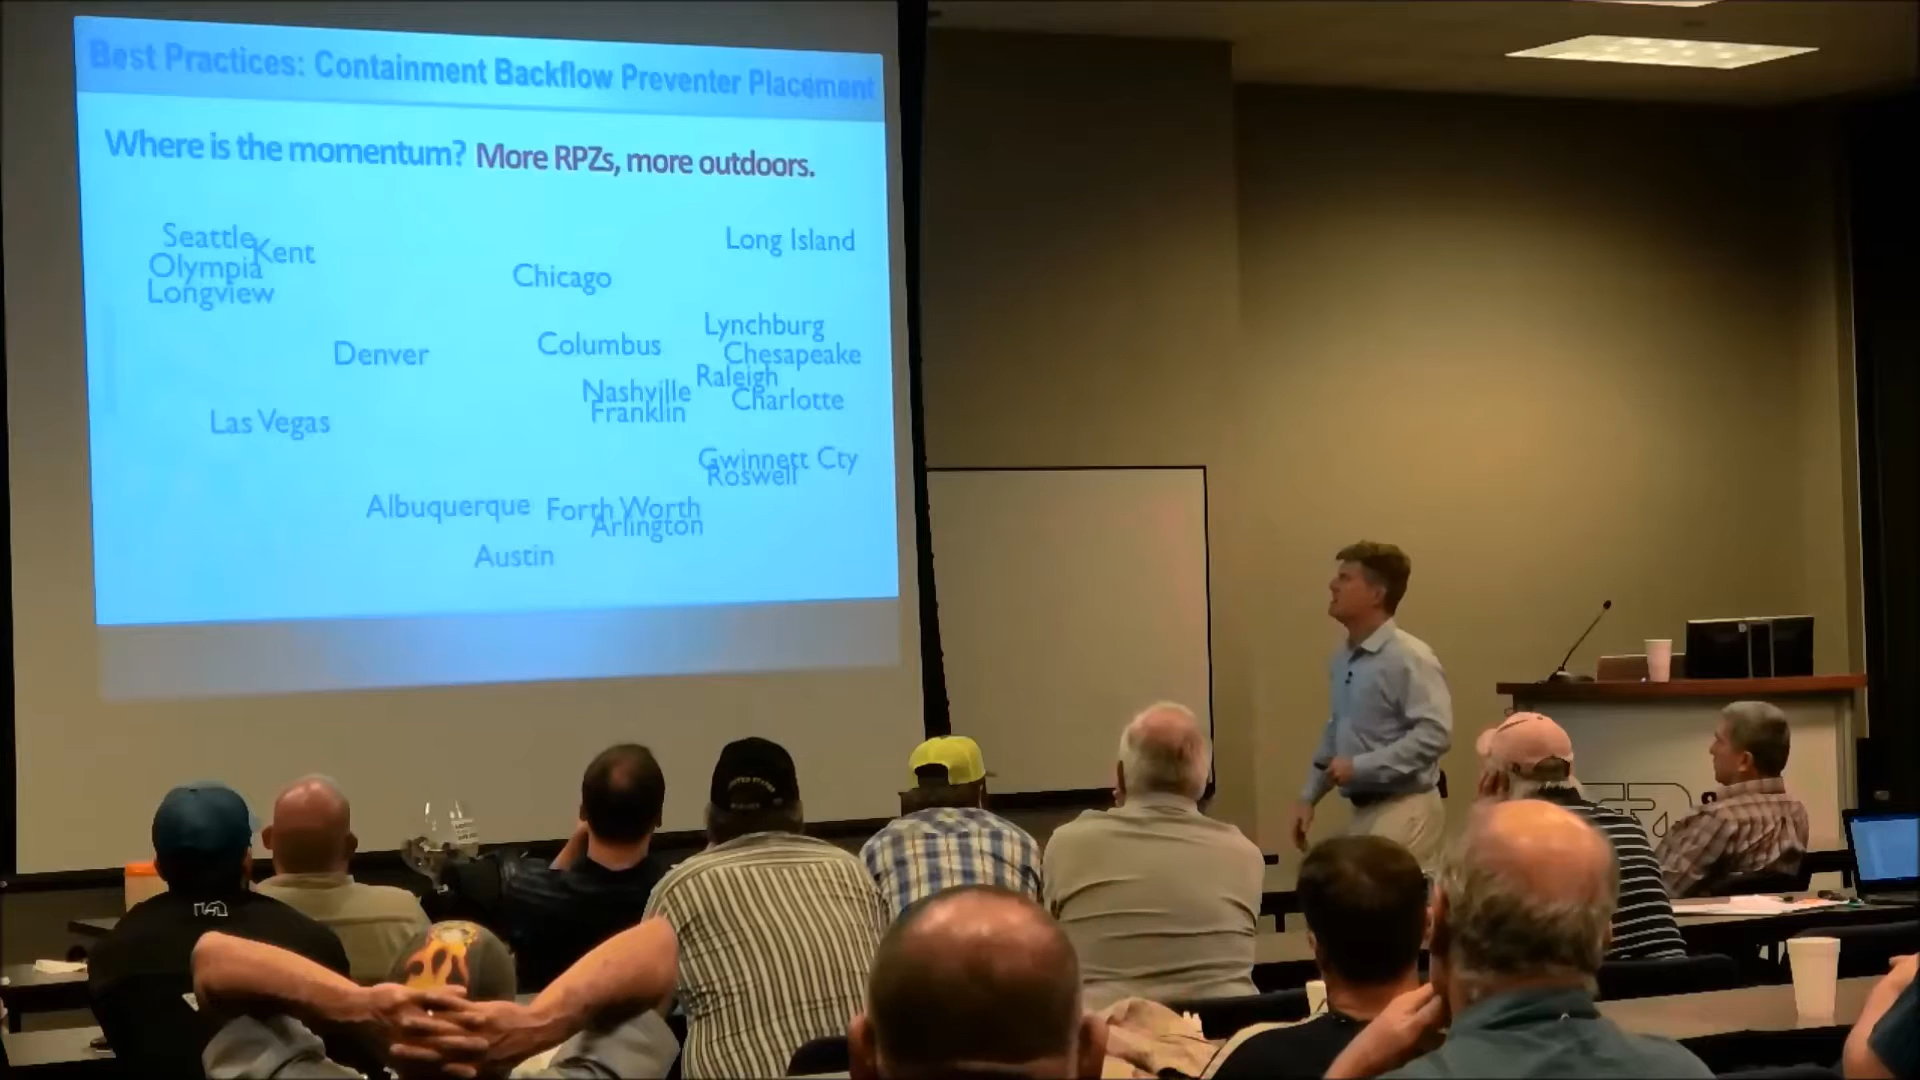 Best Practices: Containment Backflow Preventer Placement
Where is the momentum? More RPZs, more outdoors.
Seattle
Kent
Olympia
Longview
Long Island
Chicago
Denver
Columbus
Lynchburg
Chesapeake
Raleigh
Nashville
Franklin
Charlotte
Las Vegas
Gwinnett Cty
Roswell
Albuquerque
Forth Worth
Arlington
Austin
UNITED STATES